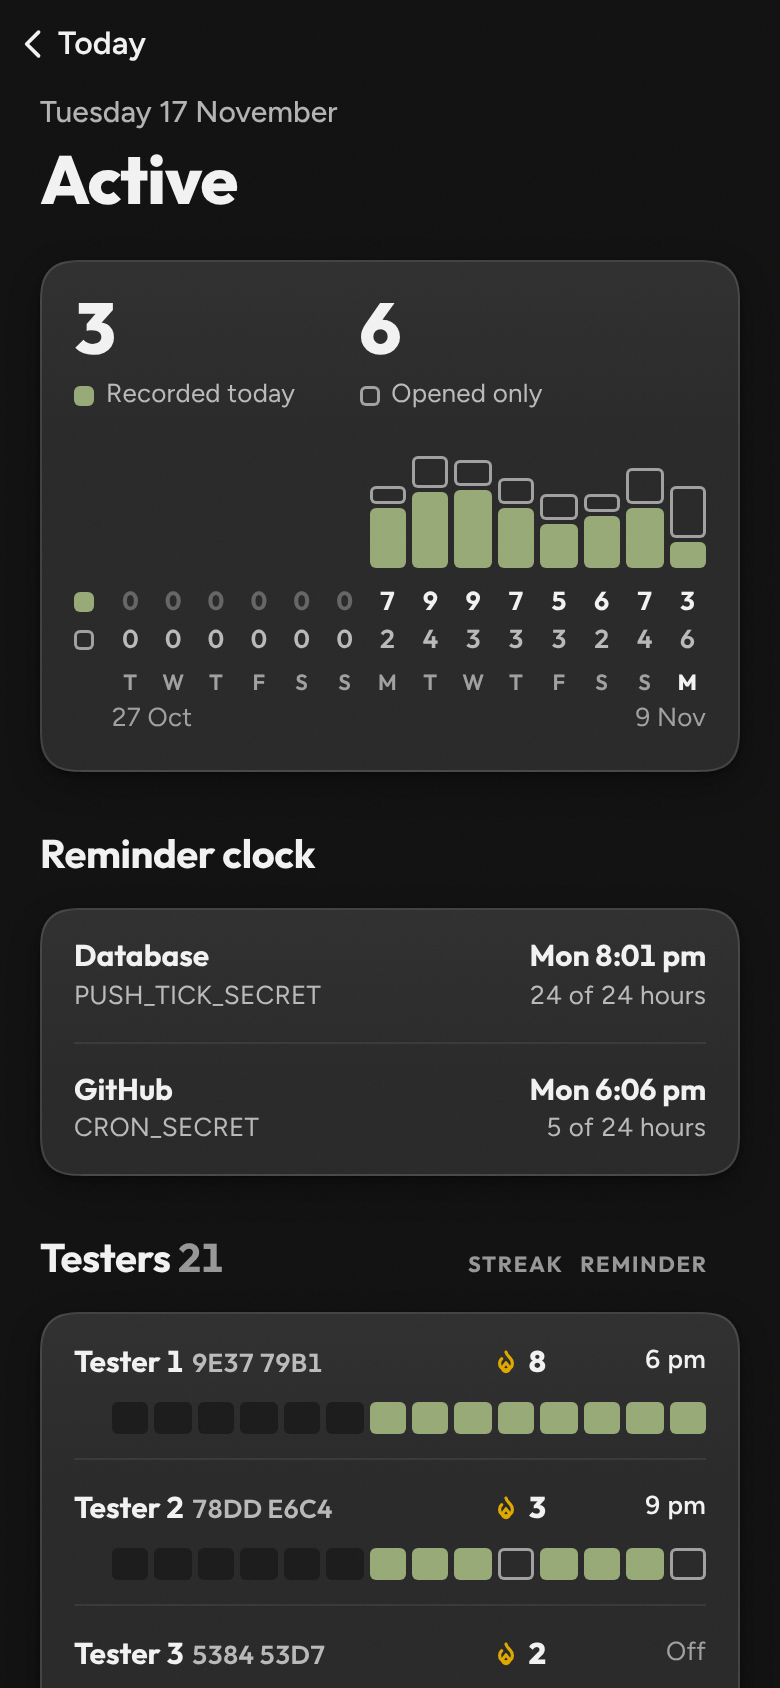 Today
Tuesday 17 November
Active
3 6
Recorded today Opened only
0 0 0 0 0 0 7 9 9 7 5 6 7 3
0 0 0 0 0 0 2 4 3 3 3 2 4 6
T W T F S S M T W T F S S M
27 Oct 9 Nov
Reminder clock
Database Mon 8:01 pm
PUSH_TICK_SECRET 24 of 24 hours
GitHub Mon 6:06 pm
CRON_SECRET 5 of 24 hours
Testers 21 STREAK REMINDER
Tester 1 9E37 79B1 8 6 pm
Tester 2 78DD E6C4 3 9 pm
Tester 3 5384 53D7 2 Off